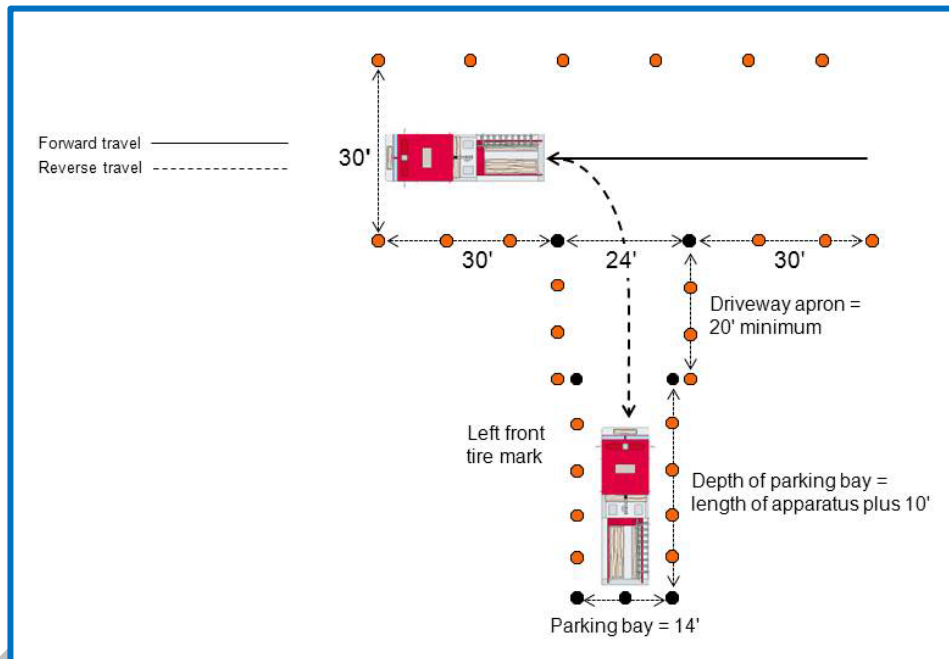 Forward travel
Reverse travel
30'
30'
24'
30'
Driveway apron =
20' minimum
Left front
tire mark
Depth of parking bay =
length of apparatus plus 10'
Parking bay = 14'